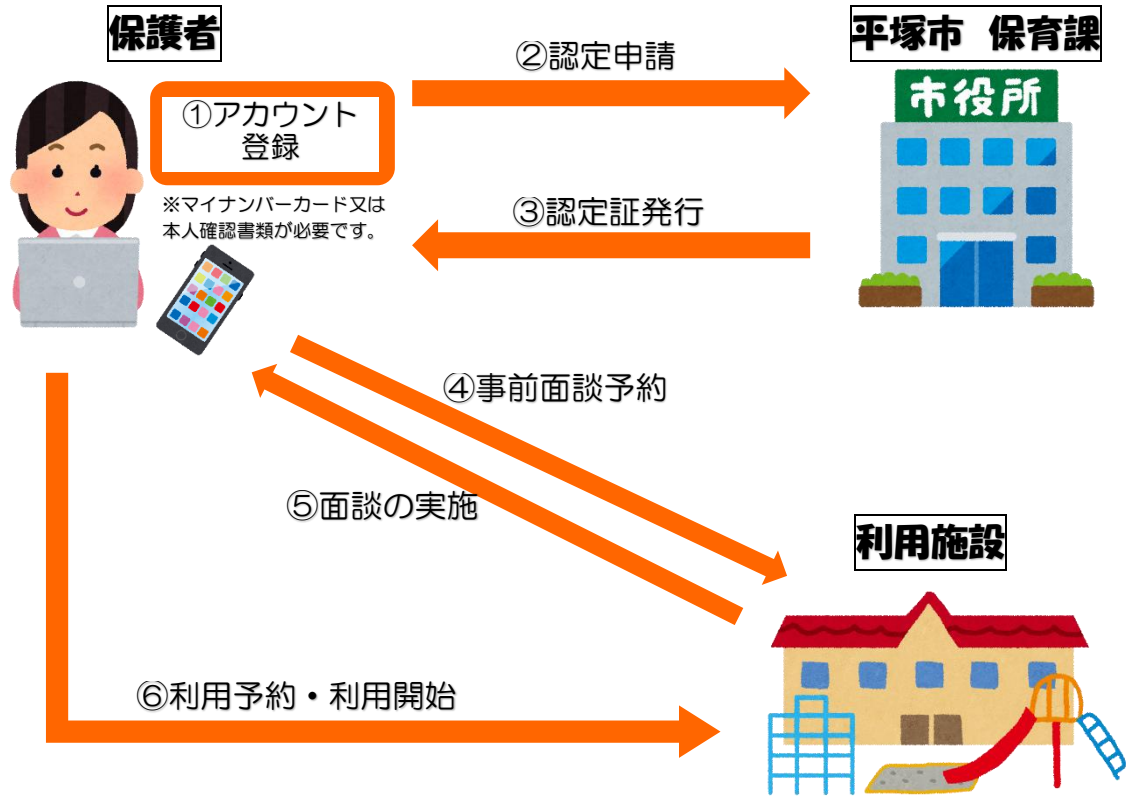 保護者
平塚市　保育課
市役所
①アカウント
登録
※マイナンバーカード又は
本人確認書類が必要です。
②認定申請
③認定証発行
④事前面談予約
⑤面談の実施
利用施設
⑥利用予約・利用開始